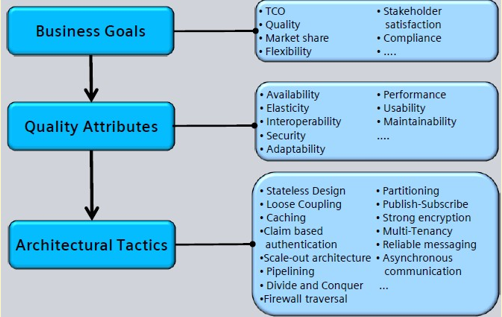 Business Goals
• TCO
• Quality
• Market share
• Flexibility
• Stakeholder
satisfaction
• Compliance
• ....
Quality Attributes
• Availability
• Elasticity
• Interoperability
• Security
• Adaptability
• Performance
• Usability
• Maintainability
....
Architectural Tactics
• Stateless Design
• Loose Coupling
• Caching
•Claim based
authentication
•Scale-out architecture
• Pipelining
• Divide and Conquer
•Firewall traversal
• Partitioning
• Publish-Subscribe
• Strong encryption
• Multi-Tenancy
• Reliable messaging
• Asynchronous
communication
...